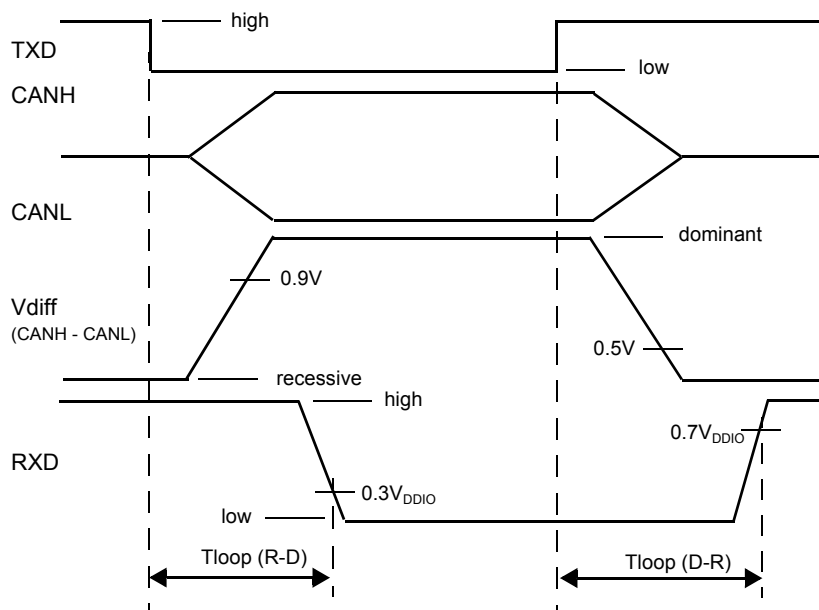 high
TXD
low
CANH
CANL
dominant
0.9V
Vdiff
(CANH - CANL)
0.5V
recessive
high
0.7VDDIO
RXD
0.3VDDIO
low
Tloop (R-D)
Tloop (D-R)